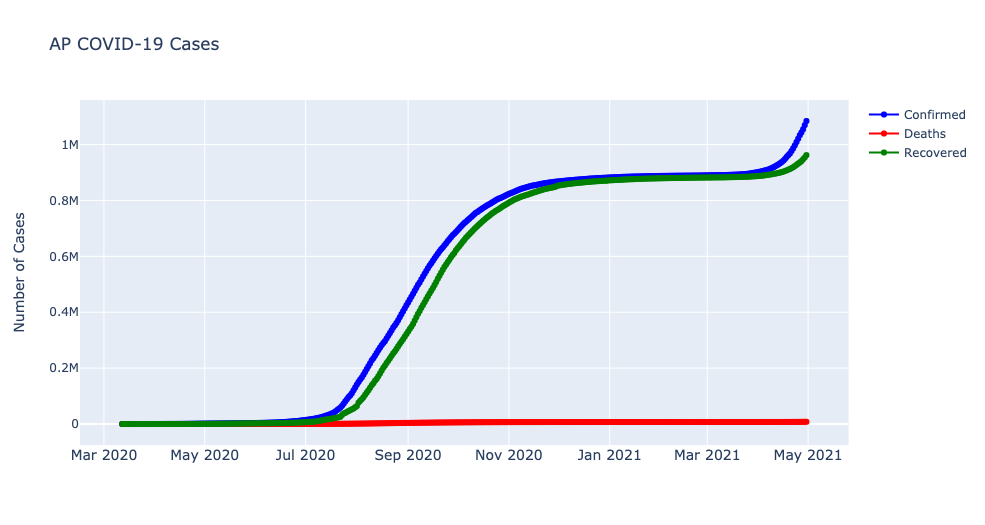 AP COVID-19 Cases
Confirmed
Deaths
Recovered
Number of Cases
1M
0.8M
0.6M
0.4M
0.2M
0
Mar 2020
May 2020
Jul 2020
Sep 2020
Nov 2020
Jan 2021
Mar 2021
May 2021